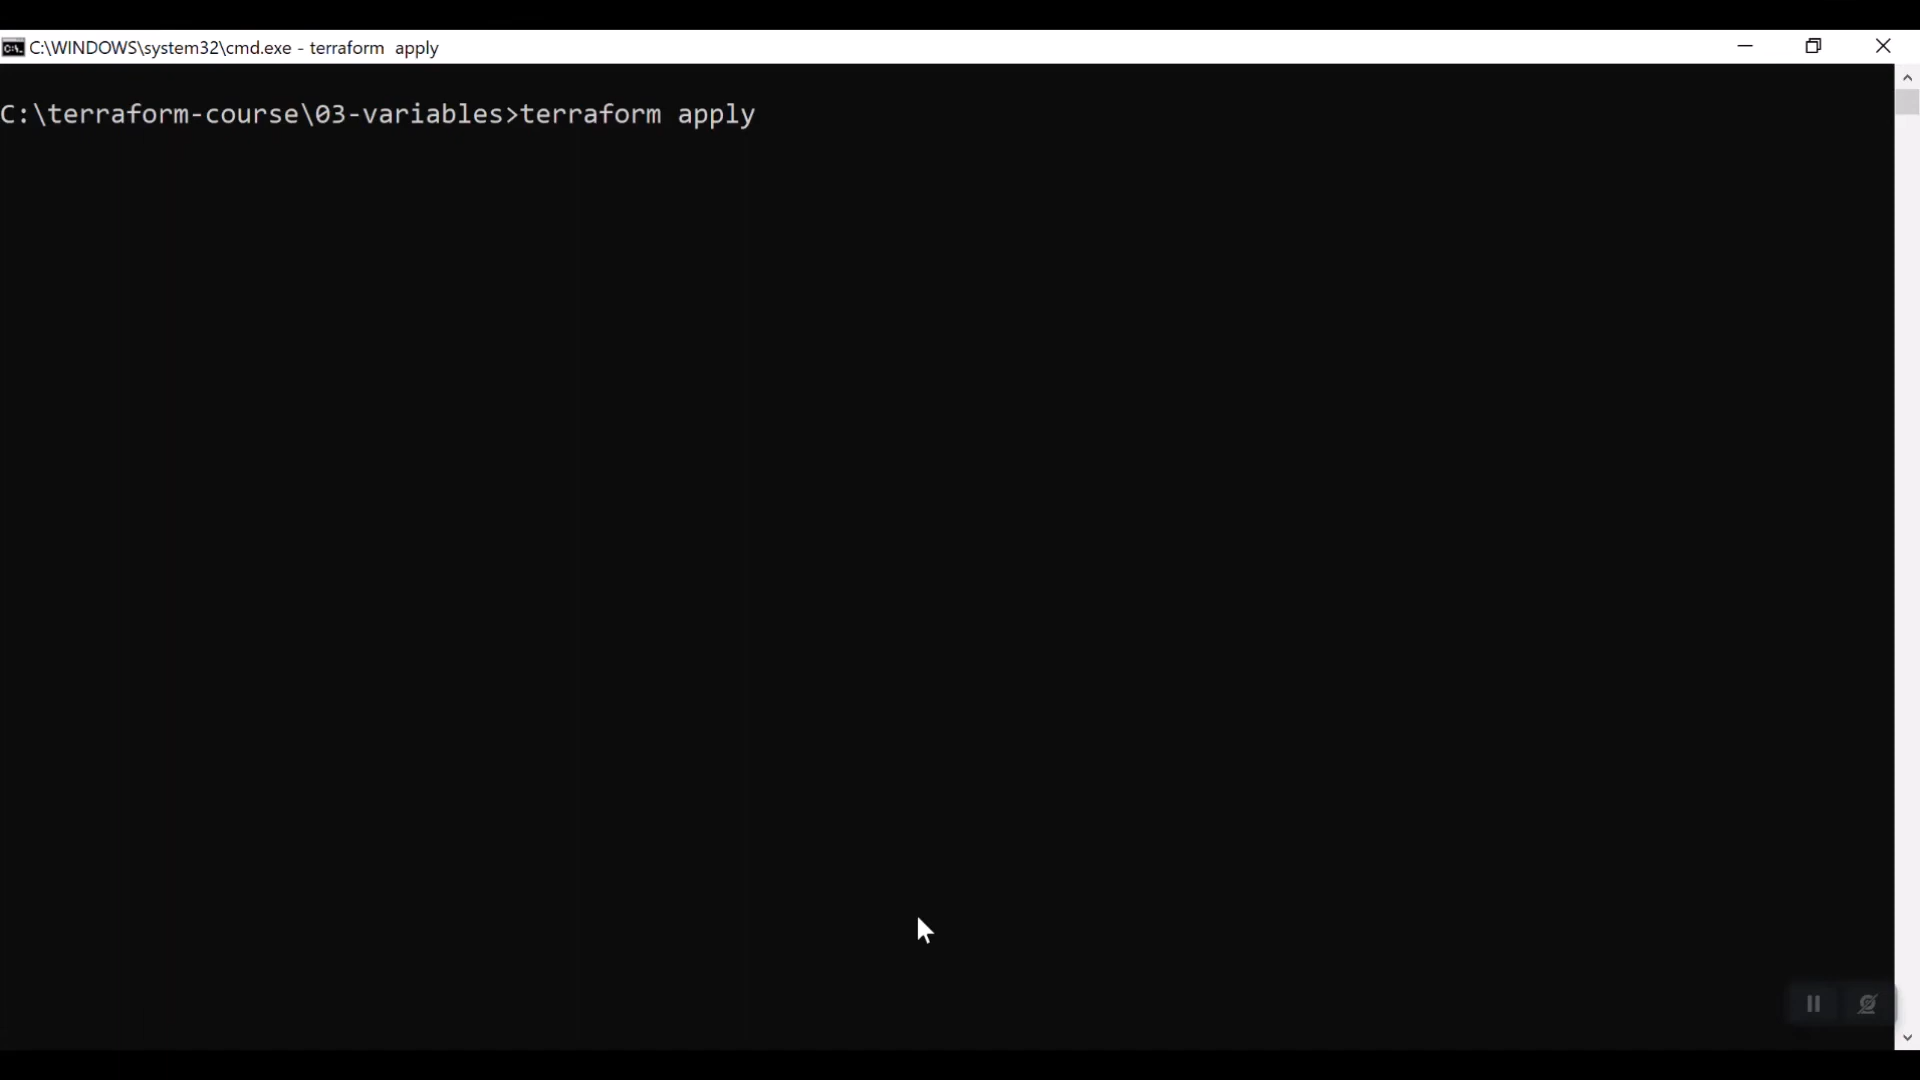 C:\WINDOWS\system32\cmd.exe - terraform  apply
C:\terraform-course\03-variables>terraform apply